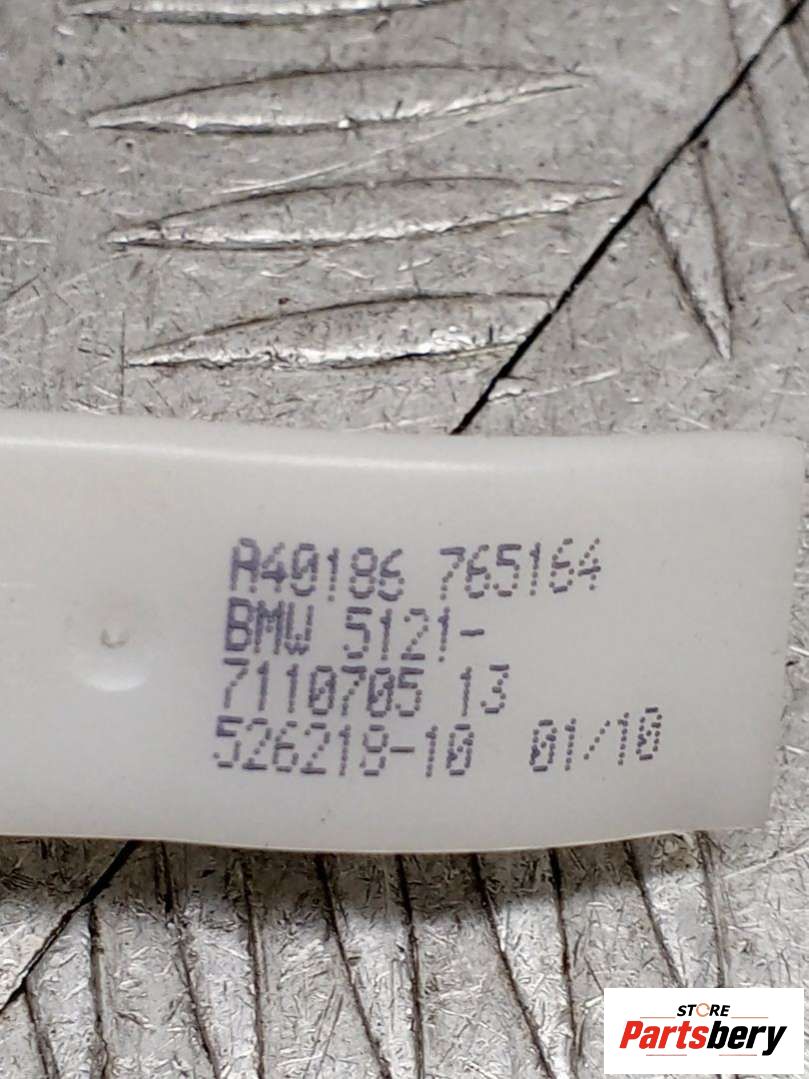 A40186 765164
BMW 5121-
7110705 13
526218-10 01/10
STORE
Partsbery